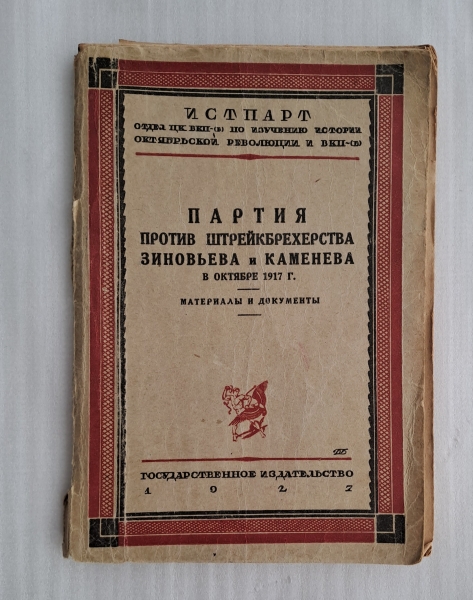 ИСТПАРТ
ОТДЕЛ ЦК ВКП-(Б) ПО ИЗУЧЕНИЮ ИСТОРИИ
ОКТЯБРЬСКОЙ РЕВОЛЮЦИИ И ВКП-(Б)
ПАРТИЯ
ПРОТИВ ШТРЕЙКБРЕХЕРСТВА
ЗИНОВЬЕВА и КАМЕНЕВА
В ОКТЯБРЕ 1917 Г.
МАТЕРИАЛЫ И ДОКУМЕНТЫ
ГОСУДАРСТВЕННОЕ ИЗДАТЕЛЬСТВО
1927